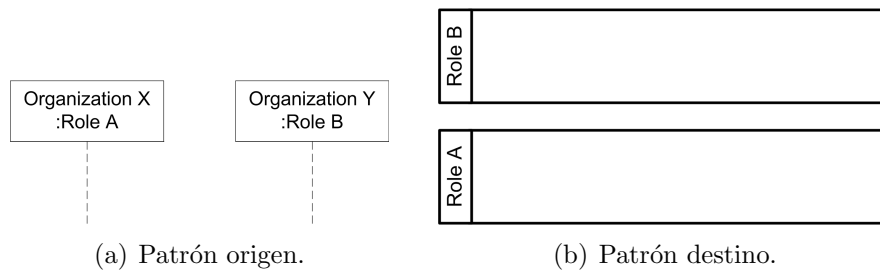 Organization X
:Role A
Organization Y
:Role B
Role B
Role A
(a) Patrón origen.
(b) Patrón destino.